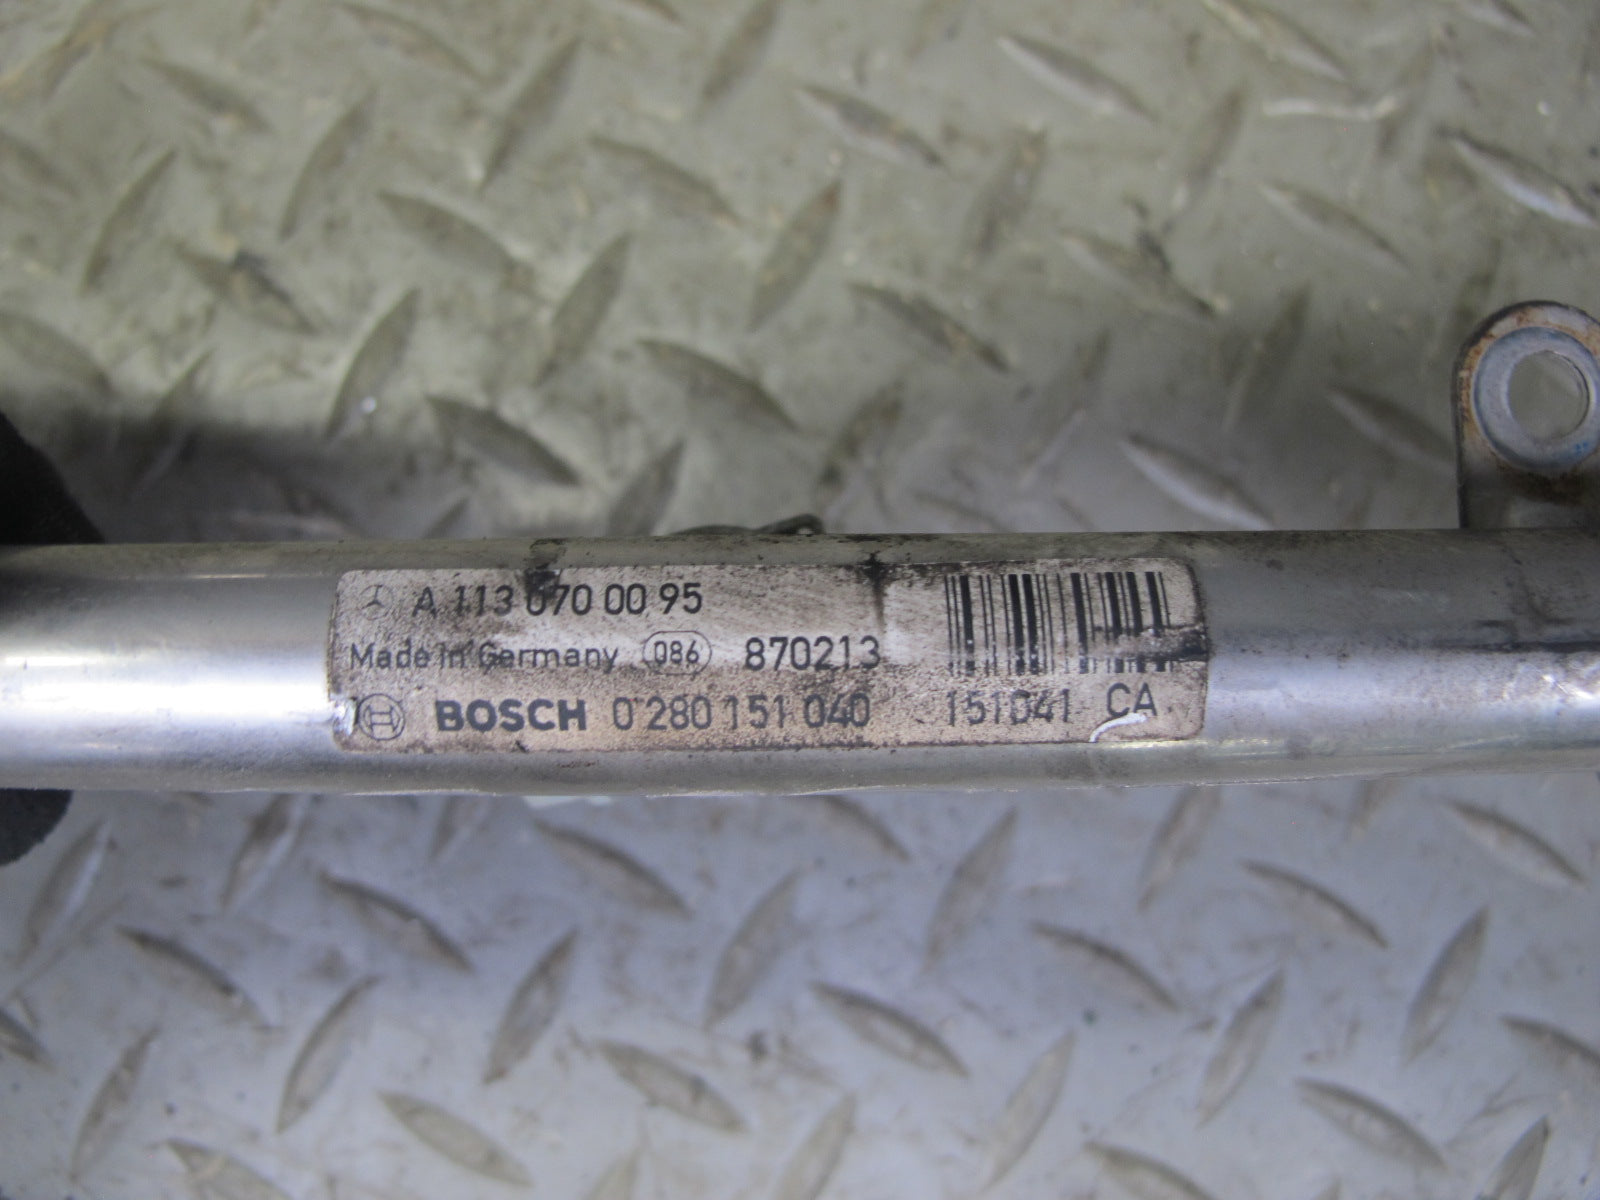 A 113 070 00 95
Made in Germany 086 870213
BOSCH 0 280 151 040 151041 CA